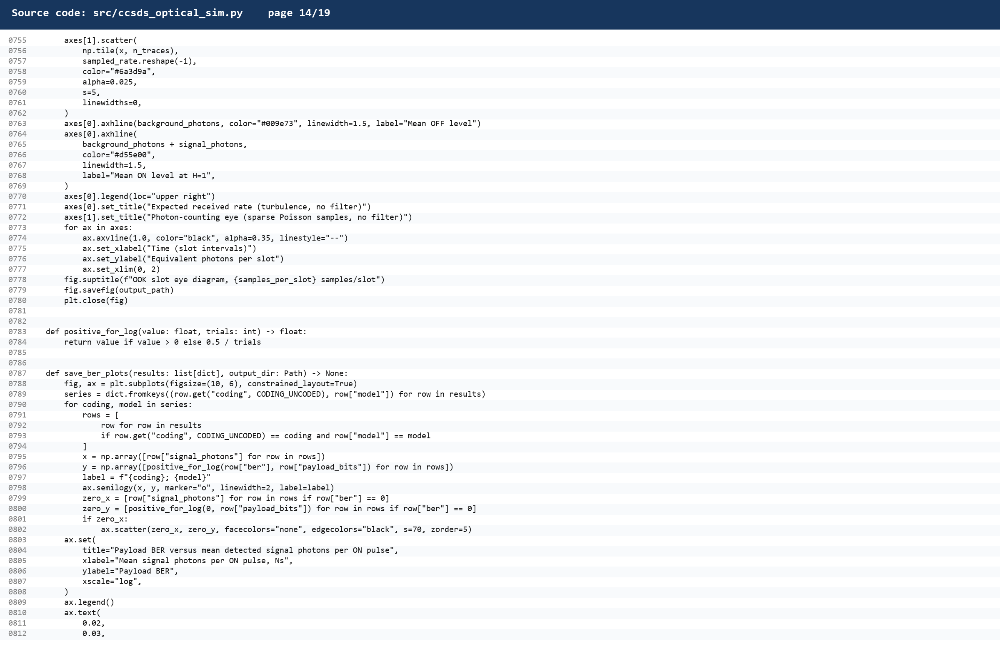 Source code: src/ccsds_optical_sim.py    page 14/19
0755        axes[1].scatter(
0756            np.tile(x, n_traces),
0757            sampled_rate.reshape(-1),
0758            color="#6a3d9a",
0759            alpha=0.025,
0760            s=5,
0761            linewidths=0,
0762        )
0763        axes[0].axhline(background_photons, color="#009e73", linewidth=1.5, label="Mean OFF level")
0764        axes[0].axhline(
0765            background_photons + signal_photons,
0766            color="#d55e00",
0767            linewidth=1.5,
0768            label="Mean ON level at H=1",
0769        )
0770        axes[0].legend(loc="upper right")
0771        axes[0].set_title("Expected received rate (turbulence, no filter)")
0772        axes[1].set_title("Photon-counting eye (sparse Poisson samples, no filter)")
0773        for ax in axes:
0774            ax.axvline(1.0, color="black", alpha=0.35, linestyle="--")
0775            ax.set_xlabel("Time (slot intervals)")
0776            ax.set_ylabel("Equivalent photons per slot")
0777            ax.set_xlim(0, 2)
0778        fig.suptitle(f"OOK slot eye diagram, {samples_per_slot} samples/slot")
0779        fig.savefig(output_path)
0780        plt.close(fig)
0781
0782
0783    def positive_for_log(value: float, trials: int) -> float:
0784        return value if value > 0 else 0.5 / trials
0785
0786
0787    def save_ber_plots(results: list[dict], output_dir: Path) -> None:
0788        fig, ax = plt.subplots(figsize=(10, 6), constrained_layout=True)
0789        series = dict.fromkeys((row.get("coding", CODING_UNCODED), row["model"]) for row in results)
0790        for coding, model in series:
0791            rows = [
0792                row for row in results
0793                if row.get("coding", CODING_UNCODED) == coding and row["model"] == model
0794            ]
0795            x = np.array([row["signal_photons"] for row in rows])
0796            y = np.array([positive_for_log(row["ber"], row["payload_bits"]) for row in rows])
0797            label = f"{coding}; {model}"
0798            ax.semilogy(x, y, marker="o", linewidth=2, label=label)
0799            zero_x = [row["signal_photons"] for row in rows if row["ber"] == 0]
0800            zero_y = [positive_for_log(0, row["payload_bits"]) for row in rows if row["ber"] == 0]
0801            if zero_x:
0802                ax.scatter(zero_x, zero_y, facecolors="none", edgecolors="black", s=70, zorder=5)
0803        ax.set(
0804            title="Payload BER versus mean detected signal photons per ON pulse",
0805            xlabel="Mean signal photons per ON pulse, Ns",
0806            ylabel="Payload BER",
0807            xscale="log",
0808        )
0809        ax.legend()
0810        ax.text(
0811            0.02,
0812            0.03,